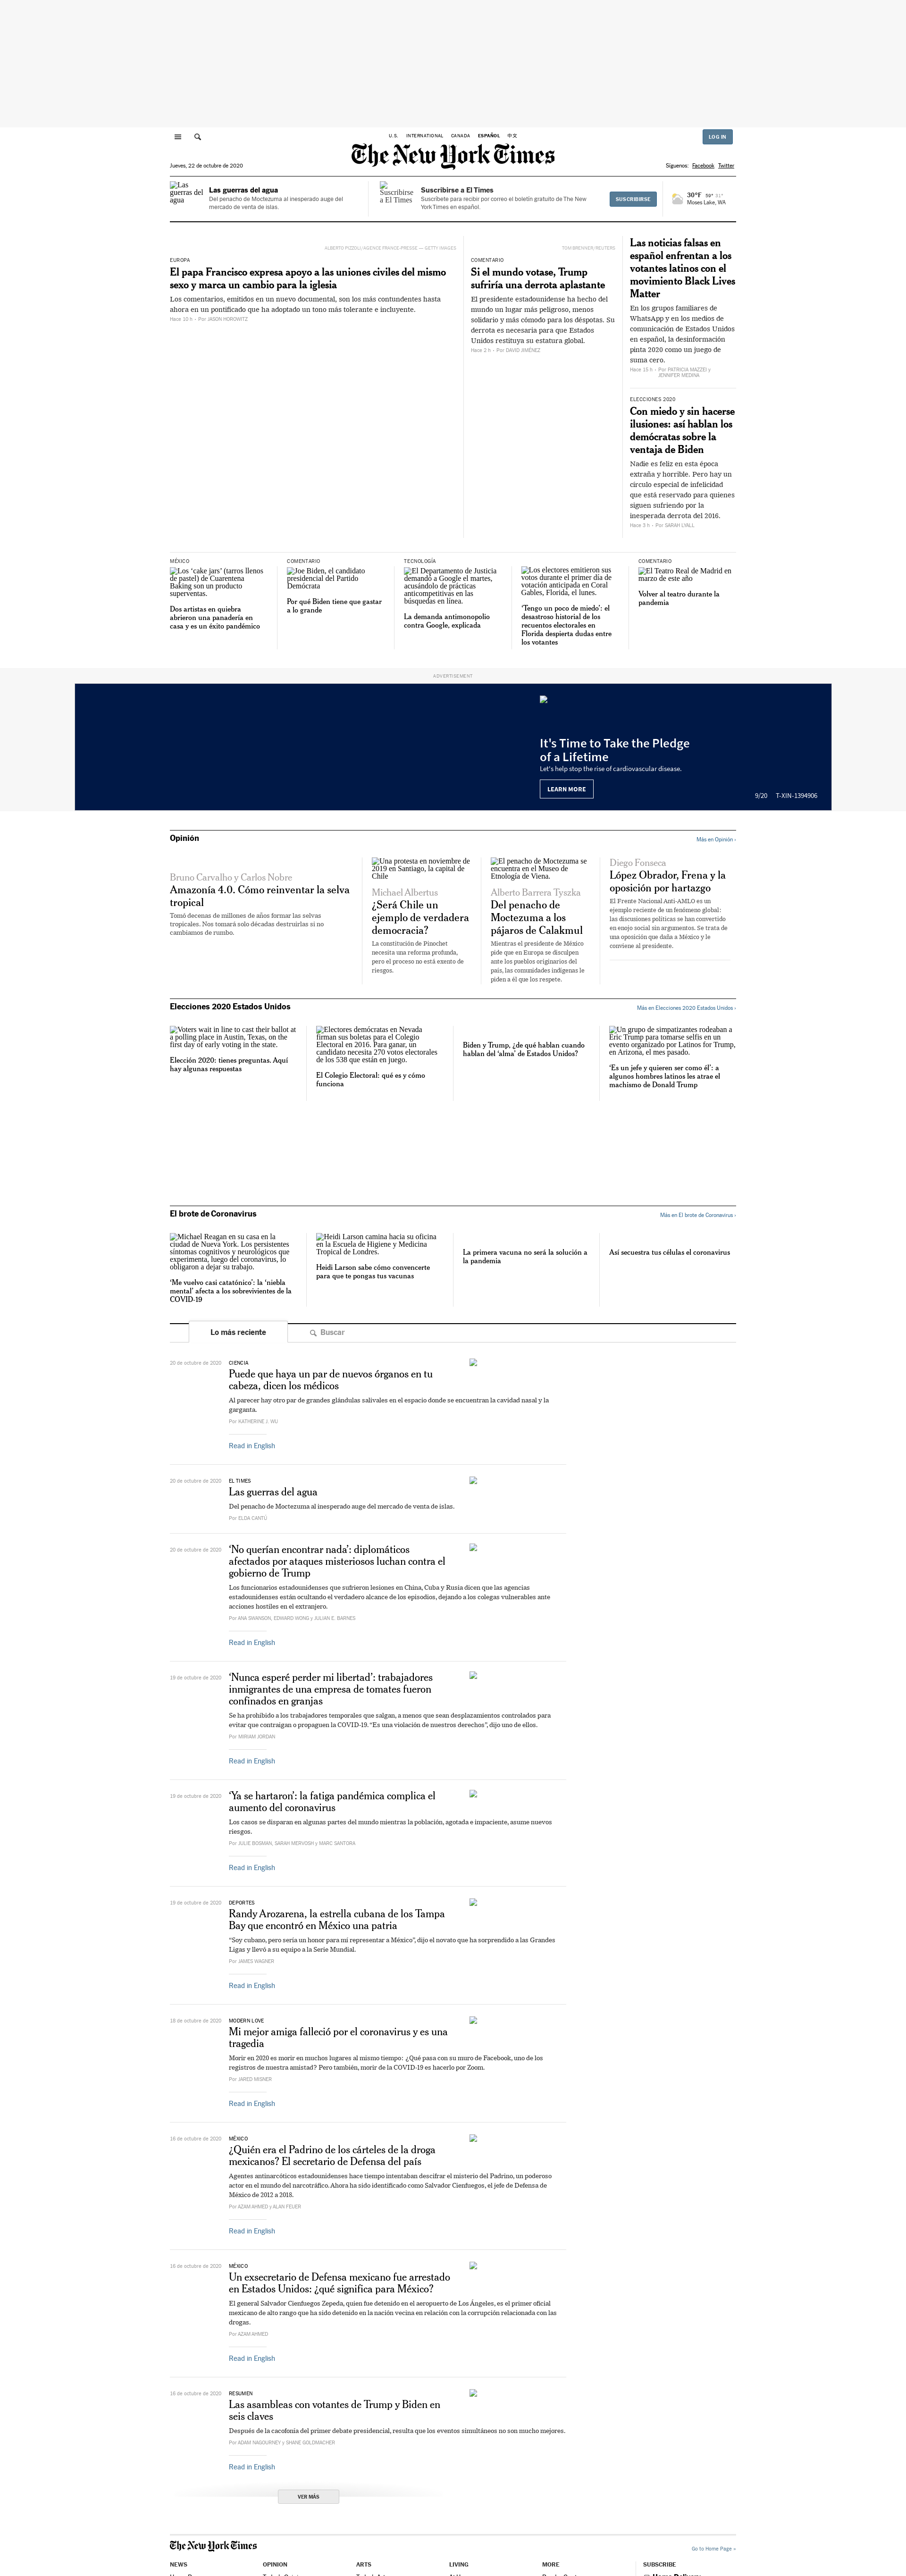 U.S. INTERNATIONAL CANADA ESPAÑOL 中文
LOG IN
The New York Times
Jueves, 22 de octubre de 2020
Síguenos: Facebook Twitter
Las guerras del agua
Las guerras del agua
Del penacho de Moctezuma al inesperado auge del
mercado de venta de islas.
Suscribirse a El Times
Suscribirse a El Times
Suscríbete para recibir por correo el boletín gratuito de The New
York Times en español.
SUSCRIBIRSE
30°F 50° 31°
Moses Lake, WA
ALBERTO PIZZOLI/AGENCE FRANCE-PRESSE — GETTY IMAGES
EUROPA
El papa Francisco expresa apoyo a las uniones civiles del mismo
sexo y marca un cambio para la iglesia
Los comentarios, emitidos en un nuevo documental, son los más contundentes hasta
ahora en un pontificado que ha adoptado un tono más tolerante e incluyente.
Hace 10 h · Por JASON HOROWITZ
TOM BRENNER/REUTERS
COMENTARIO
Si el mundo votase, Trump
sufriría una derrota aplastante
El presidente estadounidense ha hecho del
mundo un lugar más peligroso, menos
solidario y más cómodo para los déspotas. Su
derrota es necesaria para que Estados
Unidos restituya su estatura global.
Hace 2 h · Por DAVID JIMÉNEZ
Las noticias falsas en
español enfrentan a los
votantes latinos con el
movimiento Black Lives
Matter
En los grupos familiares de
WhatsApp y en los medios de
comunicación de Estados Unidos
en español, la desinformación
pinta 2020 como un juego de
suma cero.
Hace 15 h · Por PATRICIA MAZZEI y
JENNIFER MEDINA
ELECCIONES 2020
Con miedo y sin hacerse
ilusiones: así hablan los
demócratas sobre la
ventaja de Biden
Nadie es feliz en esta época
extraña y horrible. Pero hay un
círculo especial de infelicidad
que está reservado para quienes
siguen sufriendo por la
inesperada derrota del 2016.
Hace 3 h · Por SARAH LYALL
MÉXICO
Los 'cake jars' (tarros llenos
de pastel) de Cuarentena
Baking son un producto
superventas.
Dos artistas en quiebra
abrieron una panadería en
casa y es un éxito pandémico
COMENTARIO
Joe Biden, el candidato
presidencial del Partido
Demócrata
Por qué Biden tiene que gastar
a lo grande
TECNOLOGÍA
El Departamento de Justicia
demandó a Google el martes,
acusándolo de prácticas
anticompetitivas en las
búsquedas en línea.
La demanda antimonopolio
contra Google, explicada
Los electores emitieron sus
votos durante el primer día de
votación anticipada en Coral
Gables, Florida, el lunes.
'Tengo un poco de miedo': el
desastroso historial de los
recuentos electorales en
Florida despierta dudas entre
los votantes
COMENTARIO
El Teatro Real de Madrid en
marzo de este año
Volver al teatro durante la
pandemia
ADVERTISEMENT
It's Time to Take the Pledge
of a Lifetime
Let's help stop the rise of cardiovascular disease.
LEARN MORE
9/20 T-XIN-1394906
Opinión
Más en Opinión ›
Bruno Carvalho y Carlos Nobre
Amazonía 4.0. Cómo reinventar la selva
tropical
Tomó decenas de millones de años formar las selvas
tropicales. Nos tomará solo décadas destruirlas si no
cambiamos de rumbo.
Una protesta en noviembre de
2019 en Santiago, la capital de
Chile
Michael Albertus
¿Será Chile un
ejemplo de verdadera
democracia?
La constitución de Pinochet
necesita una reforma profunda,
pero el proceso no está exento de
riesgos.
El penacho de Moctezuma se
encuentra en el Museo de
Etnología de Viena.
Alberto Barrera Tyszka
Del penacho de
Moctezuma a los
pájaros de Calakmul
Mientras el presidente de México
pide que en Europa se disculpen
ante los pueblos originarios del
país, las comunidades indígenas le
piden a él que los respete.
Diego Fonseca
López Obrador, Frena y la
oposición por hartazgo
El Frente Nacional Anti-AMLO es un
ejemplo reciente de un fenómeno global:
las discusiones políticas se han convertido
en enojo social sin argumentos. Se trata de
una oposición que daña a México y le
conviene al presidente.
Elecciones 2020 Estados Unidos
Más en Elecciones 2020 Estados Unidos ›
Voters wait in line to cast their ballot at
a polling place in Austin, Texas, on the
first day of early voting in the state.
Elección 2020: tienes preguntas. Aquí
hay algunas respuestas
Electores demócratas en Nevada
firman sus boletas para el Colegio
Electoral en 2016. Para ganar, un
candidato necesita 270 votos electorales
de los 538 que están en juego.
El Colegio Electoral: qué es y cómo
funciona
Biden y Trump, ¿de qué hablan cuando
hablan del 'alma' de Estados Unidos?
Un grupo de simpatizantes rodeaban a
Eric Trump para tomarse selfis en un
evento organizado por Latinos for Trump,
en Arizona, el mes pasado.
'Es un jefe y quieren ser como él': a
algunos hombres latinos les atrae el
machismo de Donald Trump
El brote de Coronavirus
Más en El brote de Coronavirus ›
Michael Reagan en su casa en la
ciudad de Nueva York. Los persistentes
síntomas cognitivos y neurológicos que
experimenta, luego del coronavirus, lo
obligaron a dejar su trabajo.
'Me vuelvo casi catatónico': la 'niebla
mental' afecta a los sobrevivientes de la
COVID-19
Heidi Larson camina hacia su oficina
en la Escuela de Higiene y Medicina
Tropical de Londres.
Heidi Larson sabe cómo convencerte
para que te pongas tus vacunas
La primera vacuna no será la solución a
la pandemia
Así secuestra tus células el coronavirus
Lo más reciente
Buscar
20 de octubre de 2020
CIENCIA
Puede que haya un par de nuevos órganos en tu
cabeza, dicen los médicos
Al parecer hay otro par de grandes glándulas salivales en el espacio donde se encuentran la cavidad nasal y la
garganta.
Por KATHERINE J. WU
Read in English
20 de octubre de 2020
EL TIMES
Las guerras del agua
Del penacho de Moctezuma al inesperado auge del mercado de venta de islas.
Por ELDA CANTÚ
20 de octubre de 2020
'No querían encontrar nada': diplomáticos
afectados por ataques misteriosos luchan contra el
gobierno de Trump
Los funcionarios estadounidenses que sufrieron lesiones en China, Cuba y Rusia dicen que las agencias
estadounidenses están ocultando el verdadero alcance de los episodios, dejando a los colegas vulnerables ante
acciones hostiles en el extranjero.
Por ANA SWANSON, EDWARD WONG y JULIAN E. BARNES
Read in English
19 de octubre de 2020
'Nunca esperé perder mi libertad': trabajadores
inmigrantes de una empresa de tomates fueron
confinados en granjas
Se ha prohibido a los trabajadores temporales que salgan, a menos que sean desplazamientos controlados para
evitar que contraigan o propaguen la COVID-19. "Es una violación de nuestros derechos", dijo uno de ellos.
Por MIRIAM JORDAN
Read in English
19 de octubre de 2020
'Ya se hartaron': la fatiga pandémica complica el
aumento del coronavirus
Los casos se disparan en algunas partes del mundo mientras la población, agotada e impaciente, asume nuevos
riesgos.
Por JULIE BOSMAN, SARAH MERVOSH y MARC SANTORA
Read in English
19 de octubre de 2020
DEPORTES
Randy Arozarena, la estrella cubana de los Tampa
Bay que encontró en México una patria
"Soy cubano, pero sería un honor para mí representar a México", dijo el novato que ha sorprendido a las Grandes
Ligas y llevó a su equipo a la Serie Mundial.
Por JAMES WAGNER
Read in English
18 de octubre de 2020
MODERN LOVE
Mi mejor amiga falleció por el coronavirus y es una
tragedia
Morir en 2020 es morir en muchos lugares al mismo tiempo: ¿Qué pasa con su muro de Facebook, uno de los
registros de nuestra amistad? Pero también, morir de la COVID-19 es hacerlo por Zoom.
Por JARED MISNER
Read in English
16 de octubre de 2020
MÉXICO
¿Quién era el Padrino de los cárteles de la droga
mexicanos? El secretario de Defensa del país
Agentes antinarcóticos estadounidenses hace tiempo intentaban descifrar el misterio del Padrino, un poderoso
actor en el mundo del narcotráfico. Ahora ha sido identificado como Salvador Cienfuegos, el jefe de Defensa de
México de 2012 a 2018.
Por AZAM AHMED y ALAN FEUER
Read in English
16 de octubre de 2020
MÉXICO
Un exsecretario de Defensa mexicano fue arrestado
en Estados Unidos: ¿qué significa para México?
El general Salvador Cienfuegos Zepeda, quien fue detenido en el aeropuerto de Los Ángeles, es el primer oficial
mexicano de alto rango que ha sido detenido en la nación vecina en relación con la corrupción relacionada con las
drogas.
Por AZAM AHMED
Read in English
16 de octubre de 2020
RESUMEN
Las asambleas con votantes de Trump y Biden en
seis claves
Después de la cacofonía del primer debate presidencial, resulta que los eventos simultáneos no son mucho mejores.
Por ADAM NAGOURNEY y SHANE GOLDMACHER
Read in English
VER MÁS
The New York Times
Go to Home Page »
NEWS OPINION ARTS LIVING MORE SUBSCRIBE